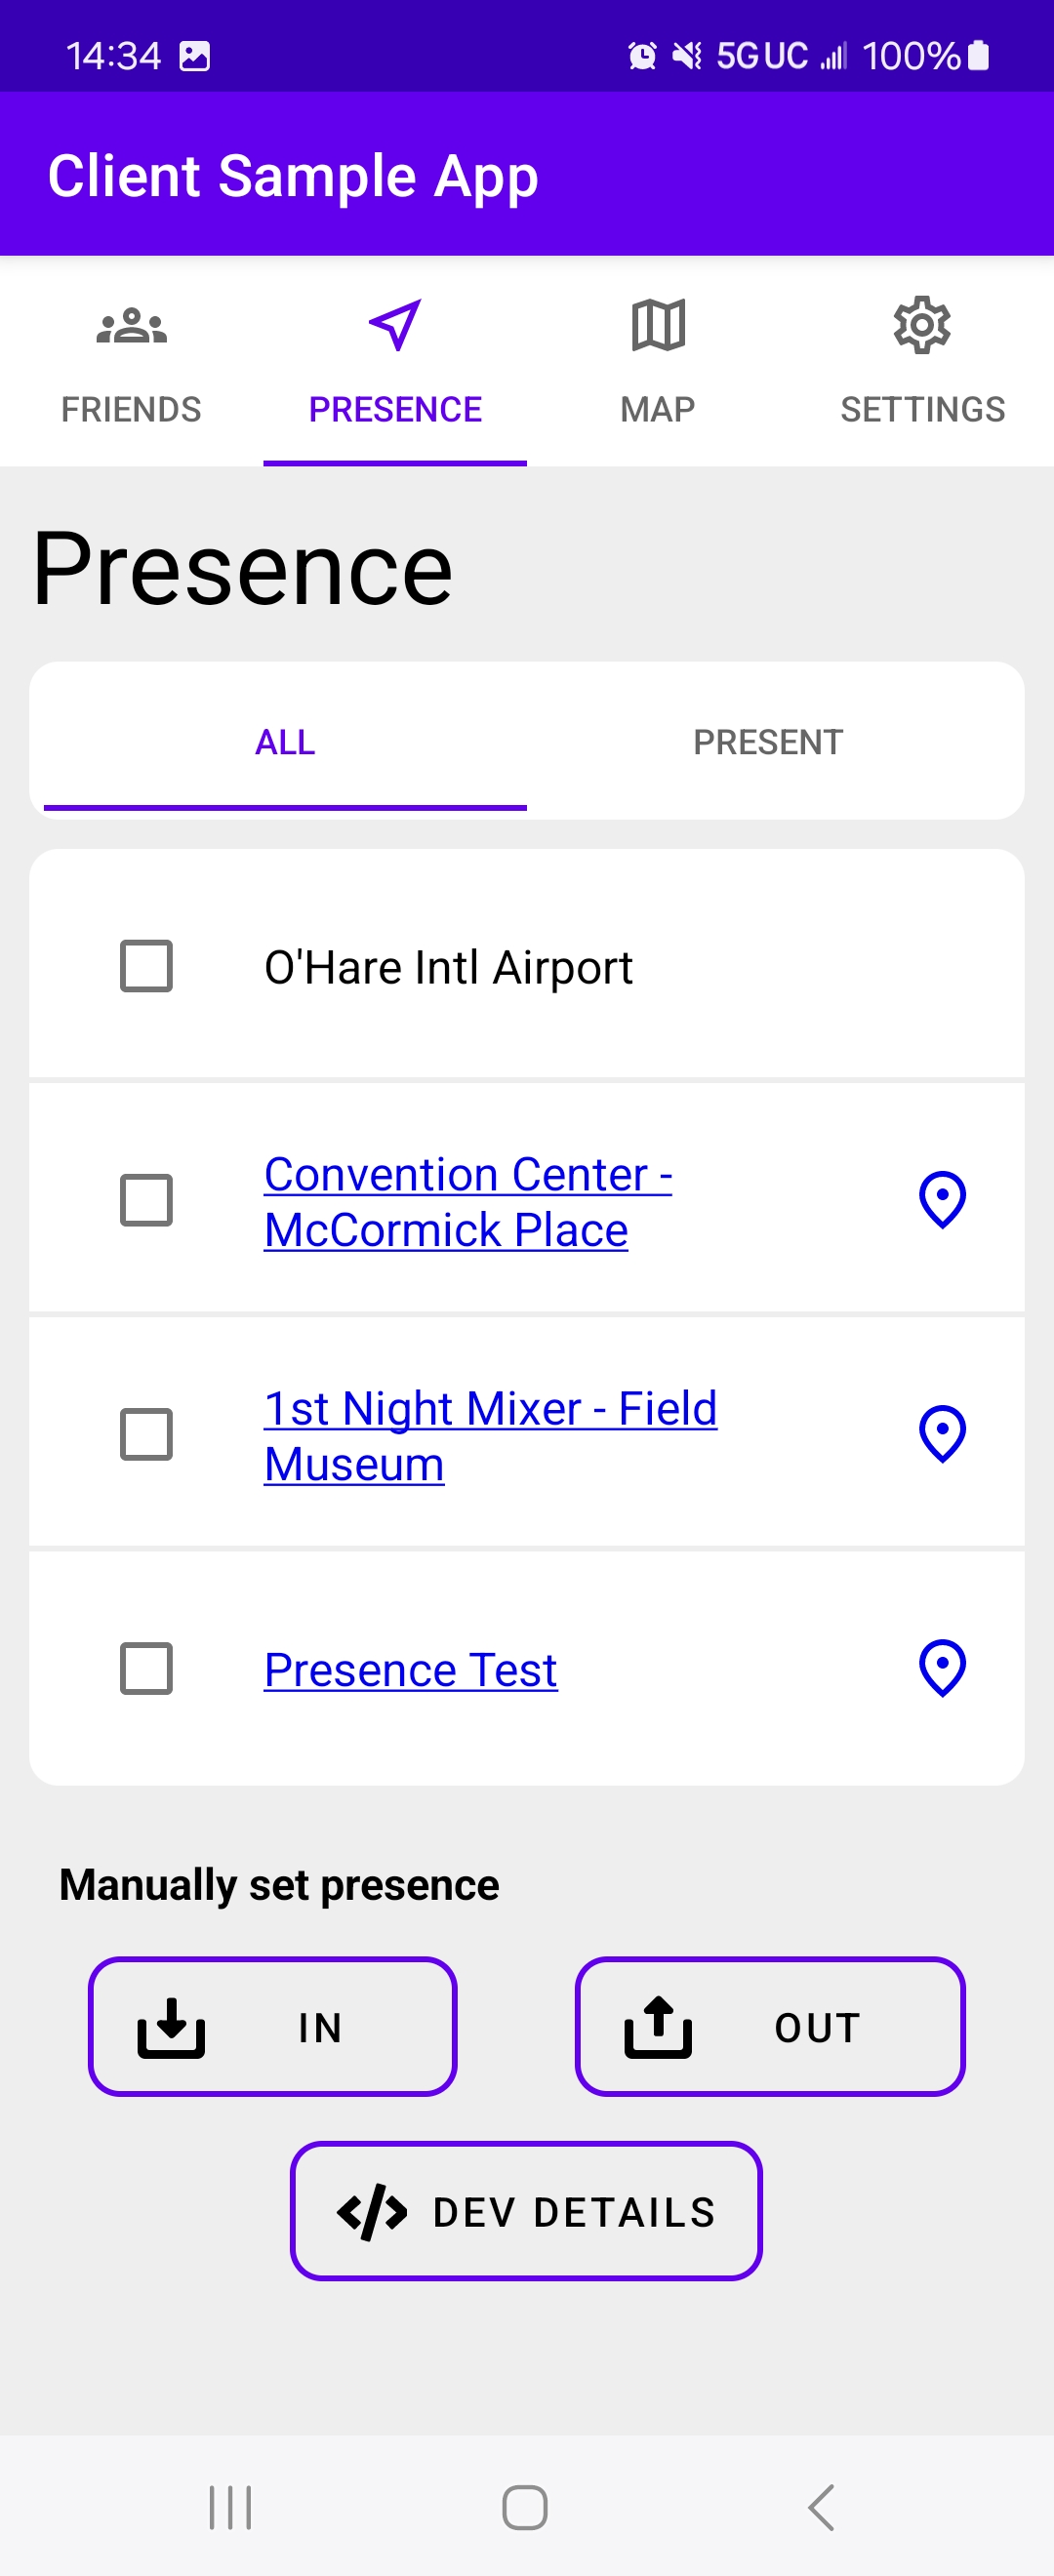 14:34 5G UC 100%
Client Sample App
FRIENDS PRESENCE MAP SETTINGS
Presence
ALL PRESENT
O'Hare Intl Airport
Convention Center -
McCormick Place
1st Night Mixer - Field
Museum
Presence Test
Manually set presence
IN OUT
DEV DETAILS